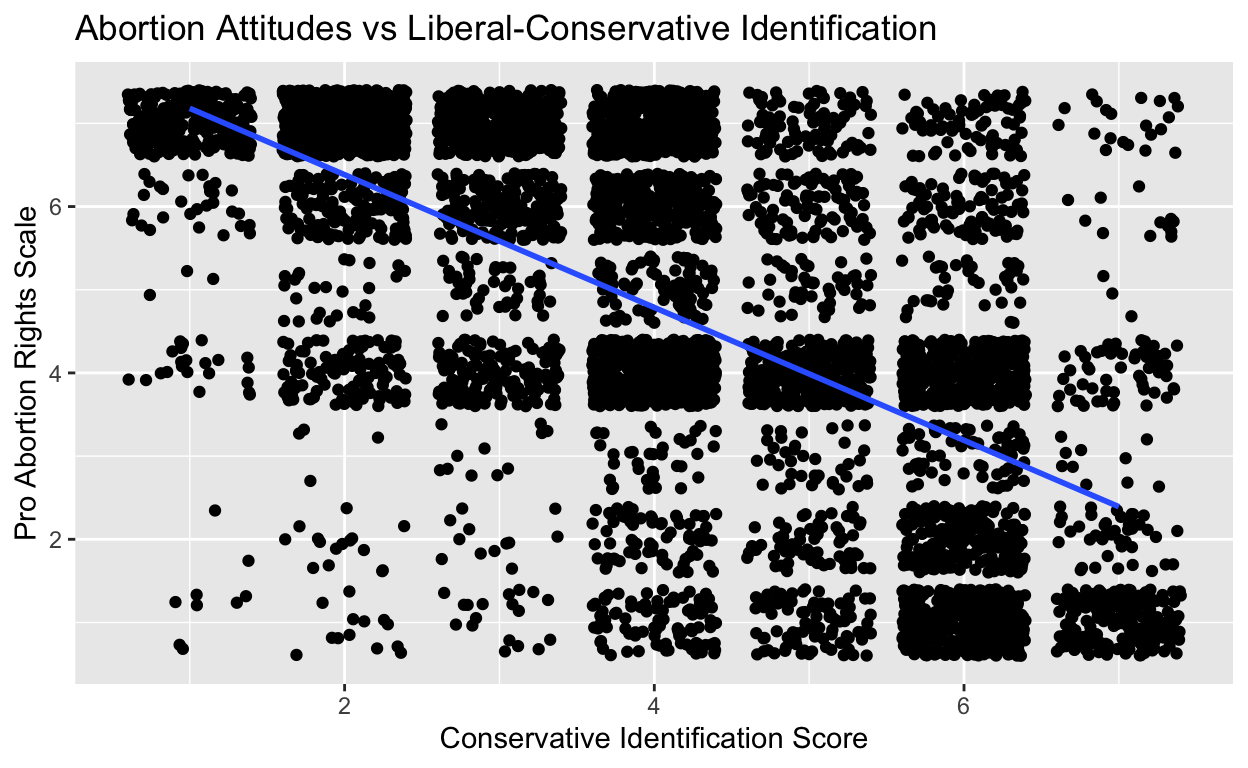 Abortion Attitudes vs Liberal-Conservative Identification
Pro Abortion Rights Scale
6
4
2
2 4 6
Conservative Identification Score